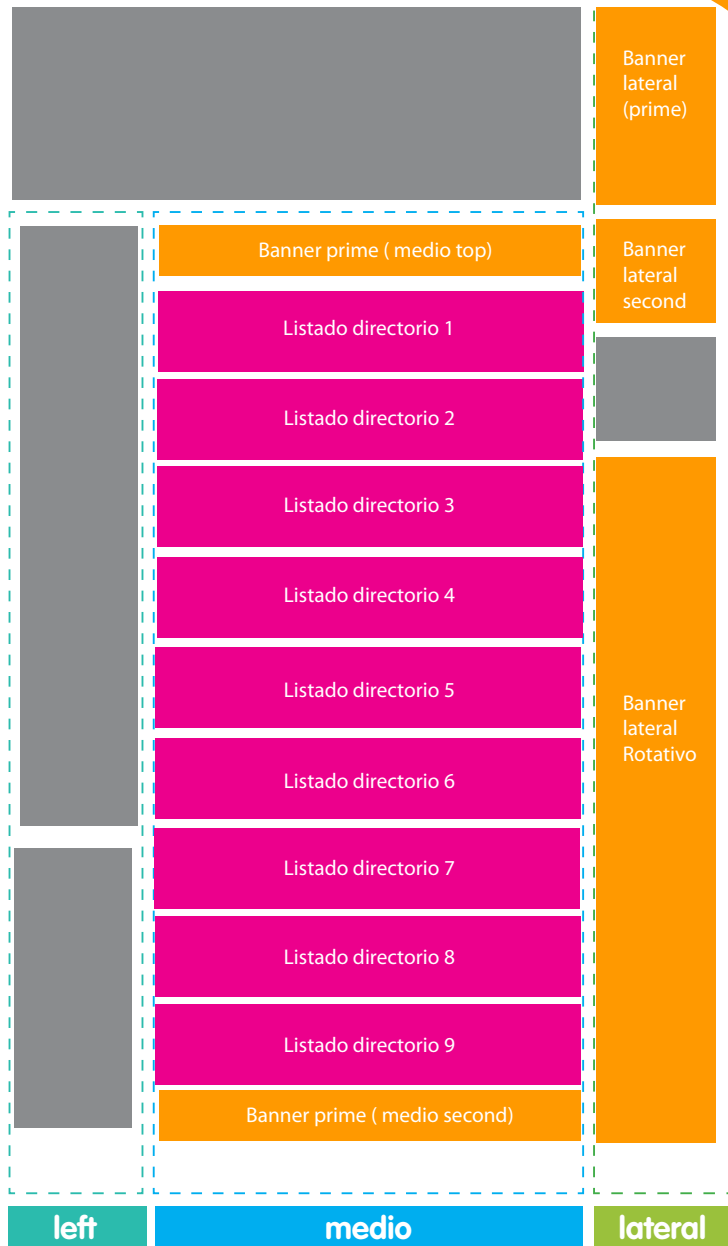 Banner
lateral
(prime)
Banner prime ( medio top)
Banner
lateral
second
Listado directorio 1
Listado directorio 2
Listado directorio 3
Listado directorio 4
Listado directorio 5
Listado directorio 6
Listado directorio 7
Listado directorio 8
Listado directorio 9
Banner
lateral
Rotativo
Banner prime ( medio second)
left
medio
lateral